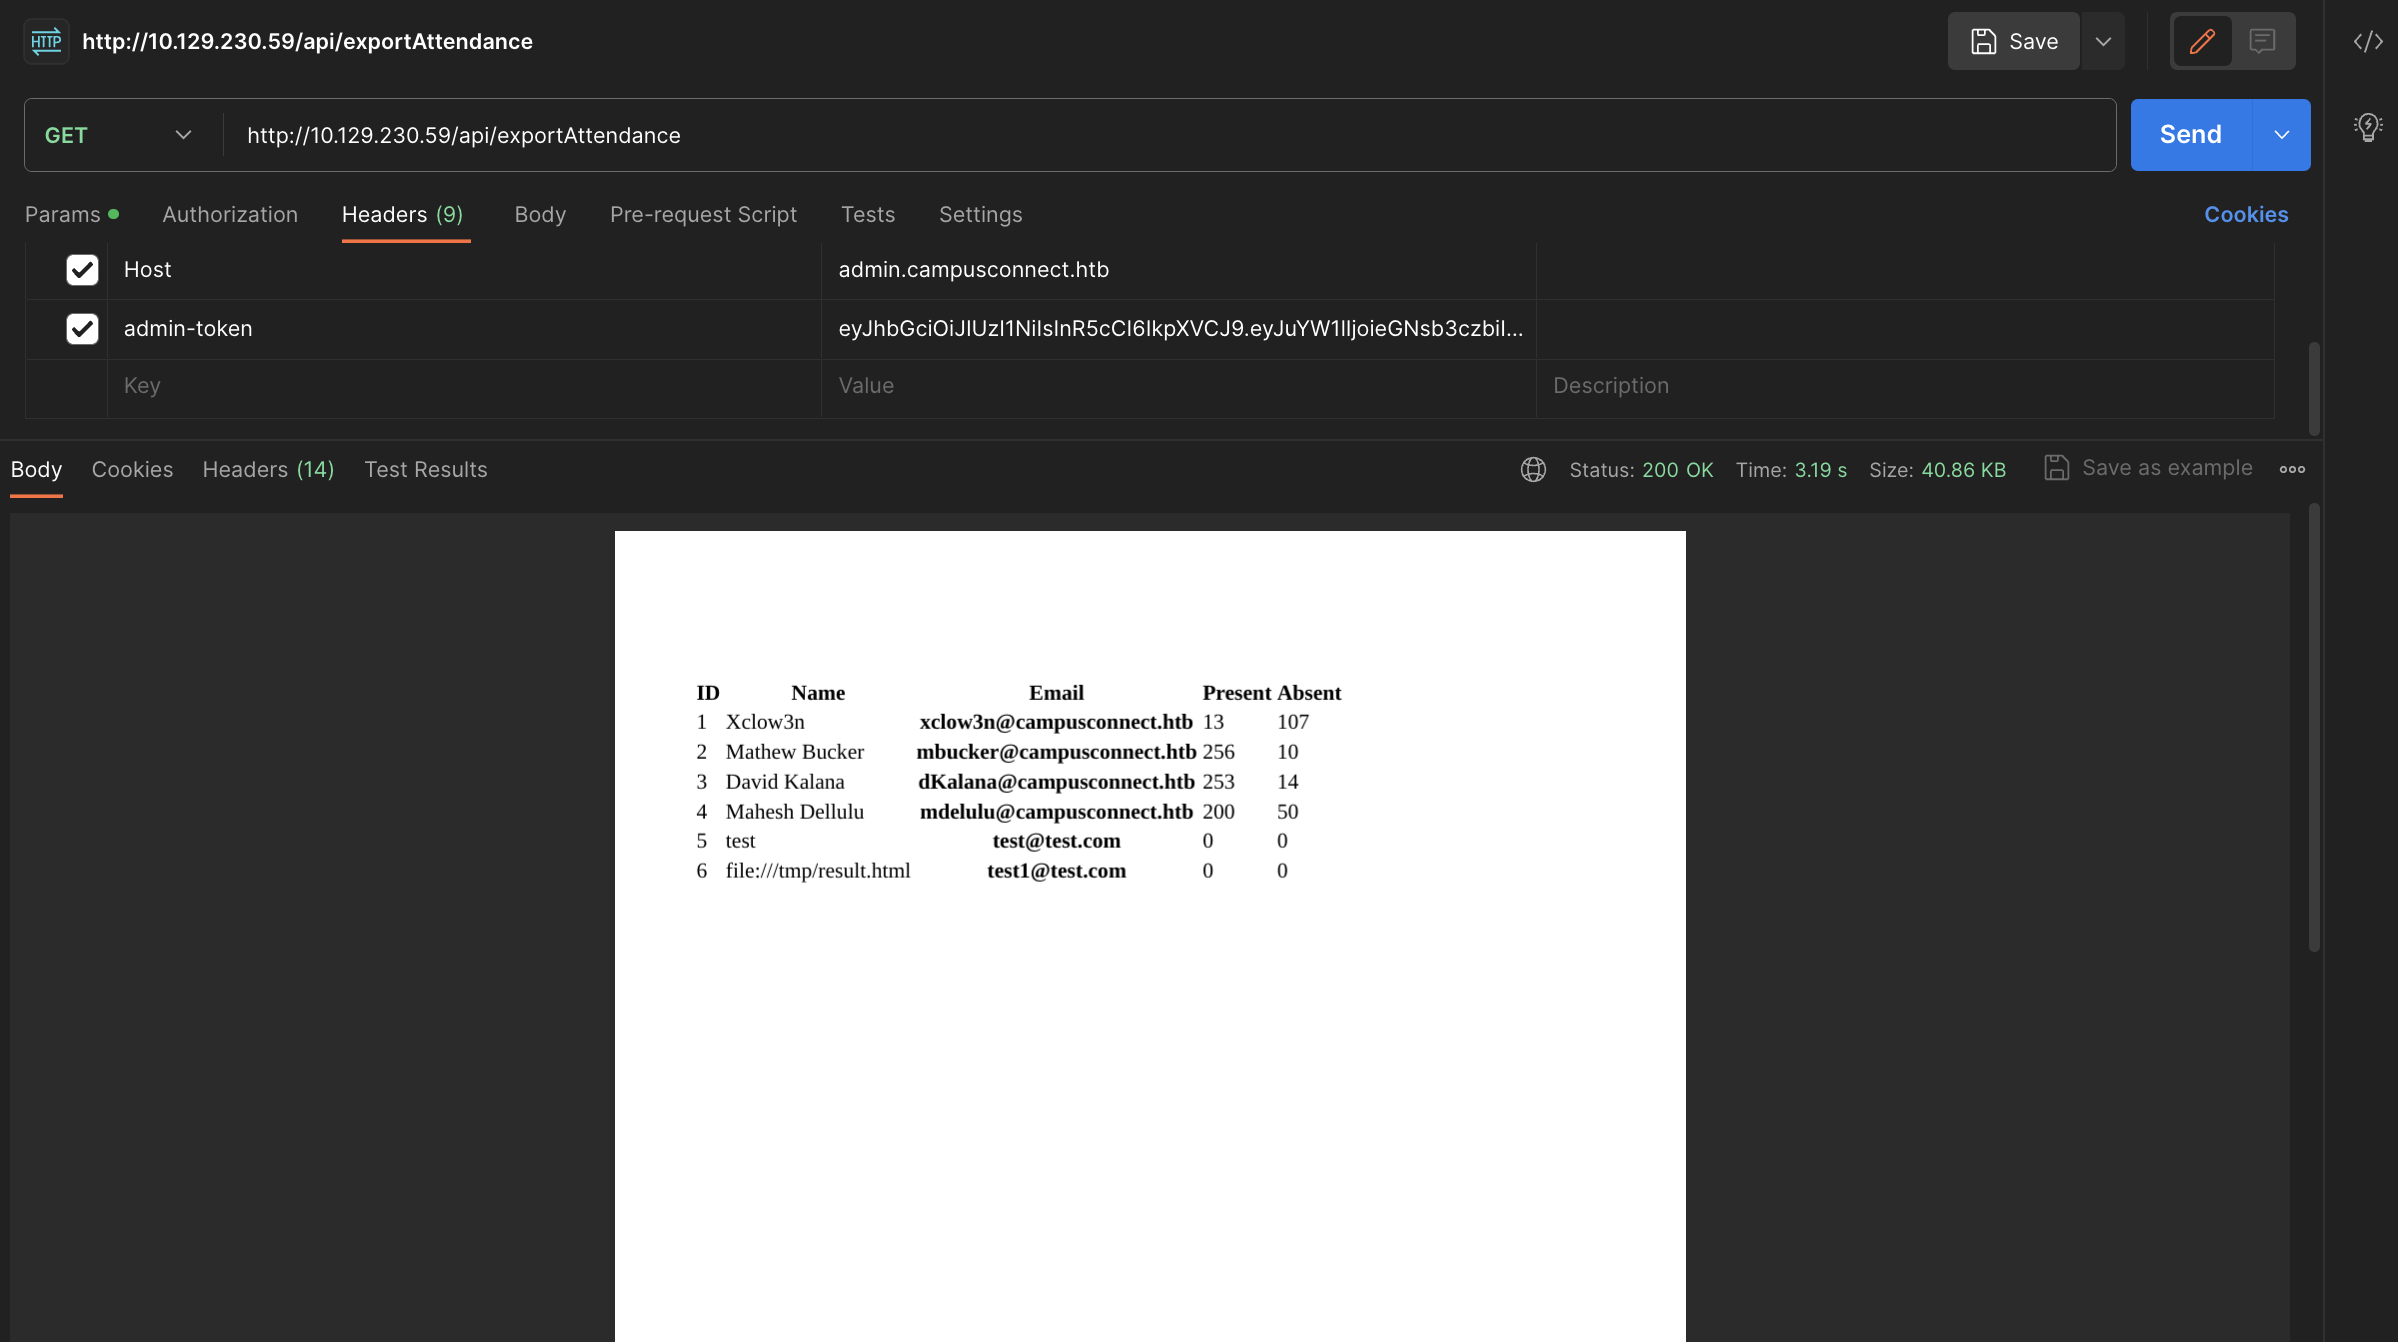 HTTP http://10.129.230.59/api/exportAttendance Save
GET http://10.129.230.59/api/exportAttendance Send
Params Authorization Headers (9) Body Pre-request Script Tests Settings Cookies
Host admin.campusconnect.htb
admin-token eyJhbGciOiJIUzI1NiIsInR5cCI6IkpXVCJ9.eyJuYW1lIjoieGNsb3czbiI...
Key Value Description
Body Cookies Headers (14) Test Results Status: 200 OK Time: 3.19 s Size: 40.86 KB Save as example
ID Name Email Present Absent
1 Xclow3n xclow3n@campusconnect.htb 13 107
2 Mathew Bucker mbucker@campusconnect.htb 256 10
3 David Kalana dKalana@campusconnect.htb 253 14
4 Mahesh Dellulu mdelulu@campusconnect.htb 200 50
5 test test@test.com 0 0
6 file:///tmp/result.html test1@test.com 0 0